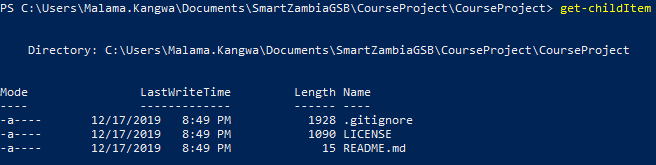 PS C:\Users\Malama.Kangwa\Documents\SmartZambiaGSB\CourseProject\CourseProject> get-childItem
Directory: C:\Users\Malama.Kangwa\Documents\SmartZambiaGSB\CourseProject\CourseProject
Mode LastWriteTime Length Name
---- ------------- ------ ----
-a---- 12/17/2019 8:49 PM 1928 .gitignore
-a---- 12/17/2019 8:49 PM 1090 LICENSE
-a---- 12/17/2019 8:49 PM 15 README.md